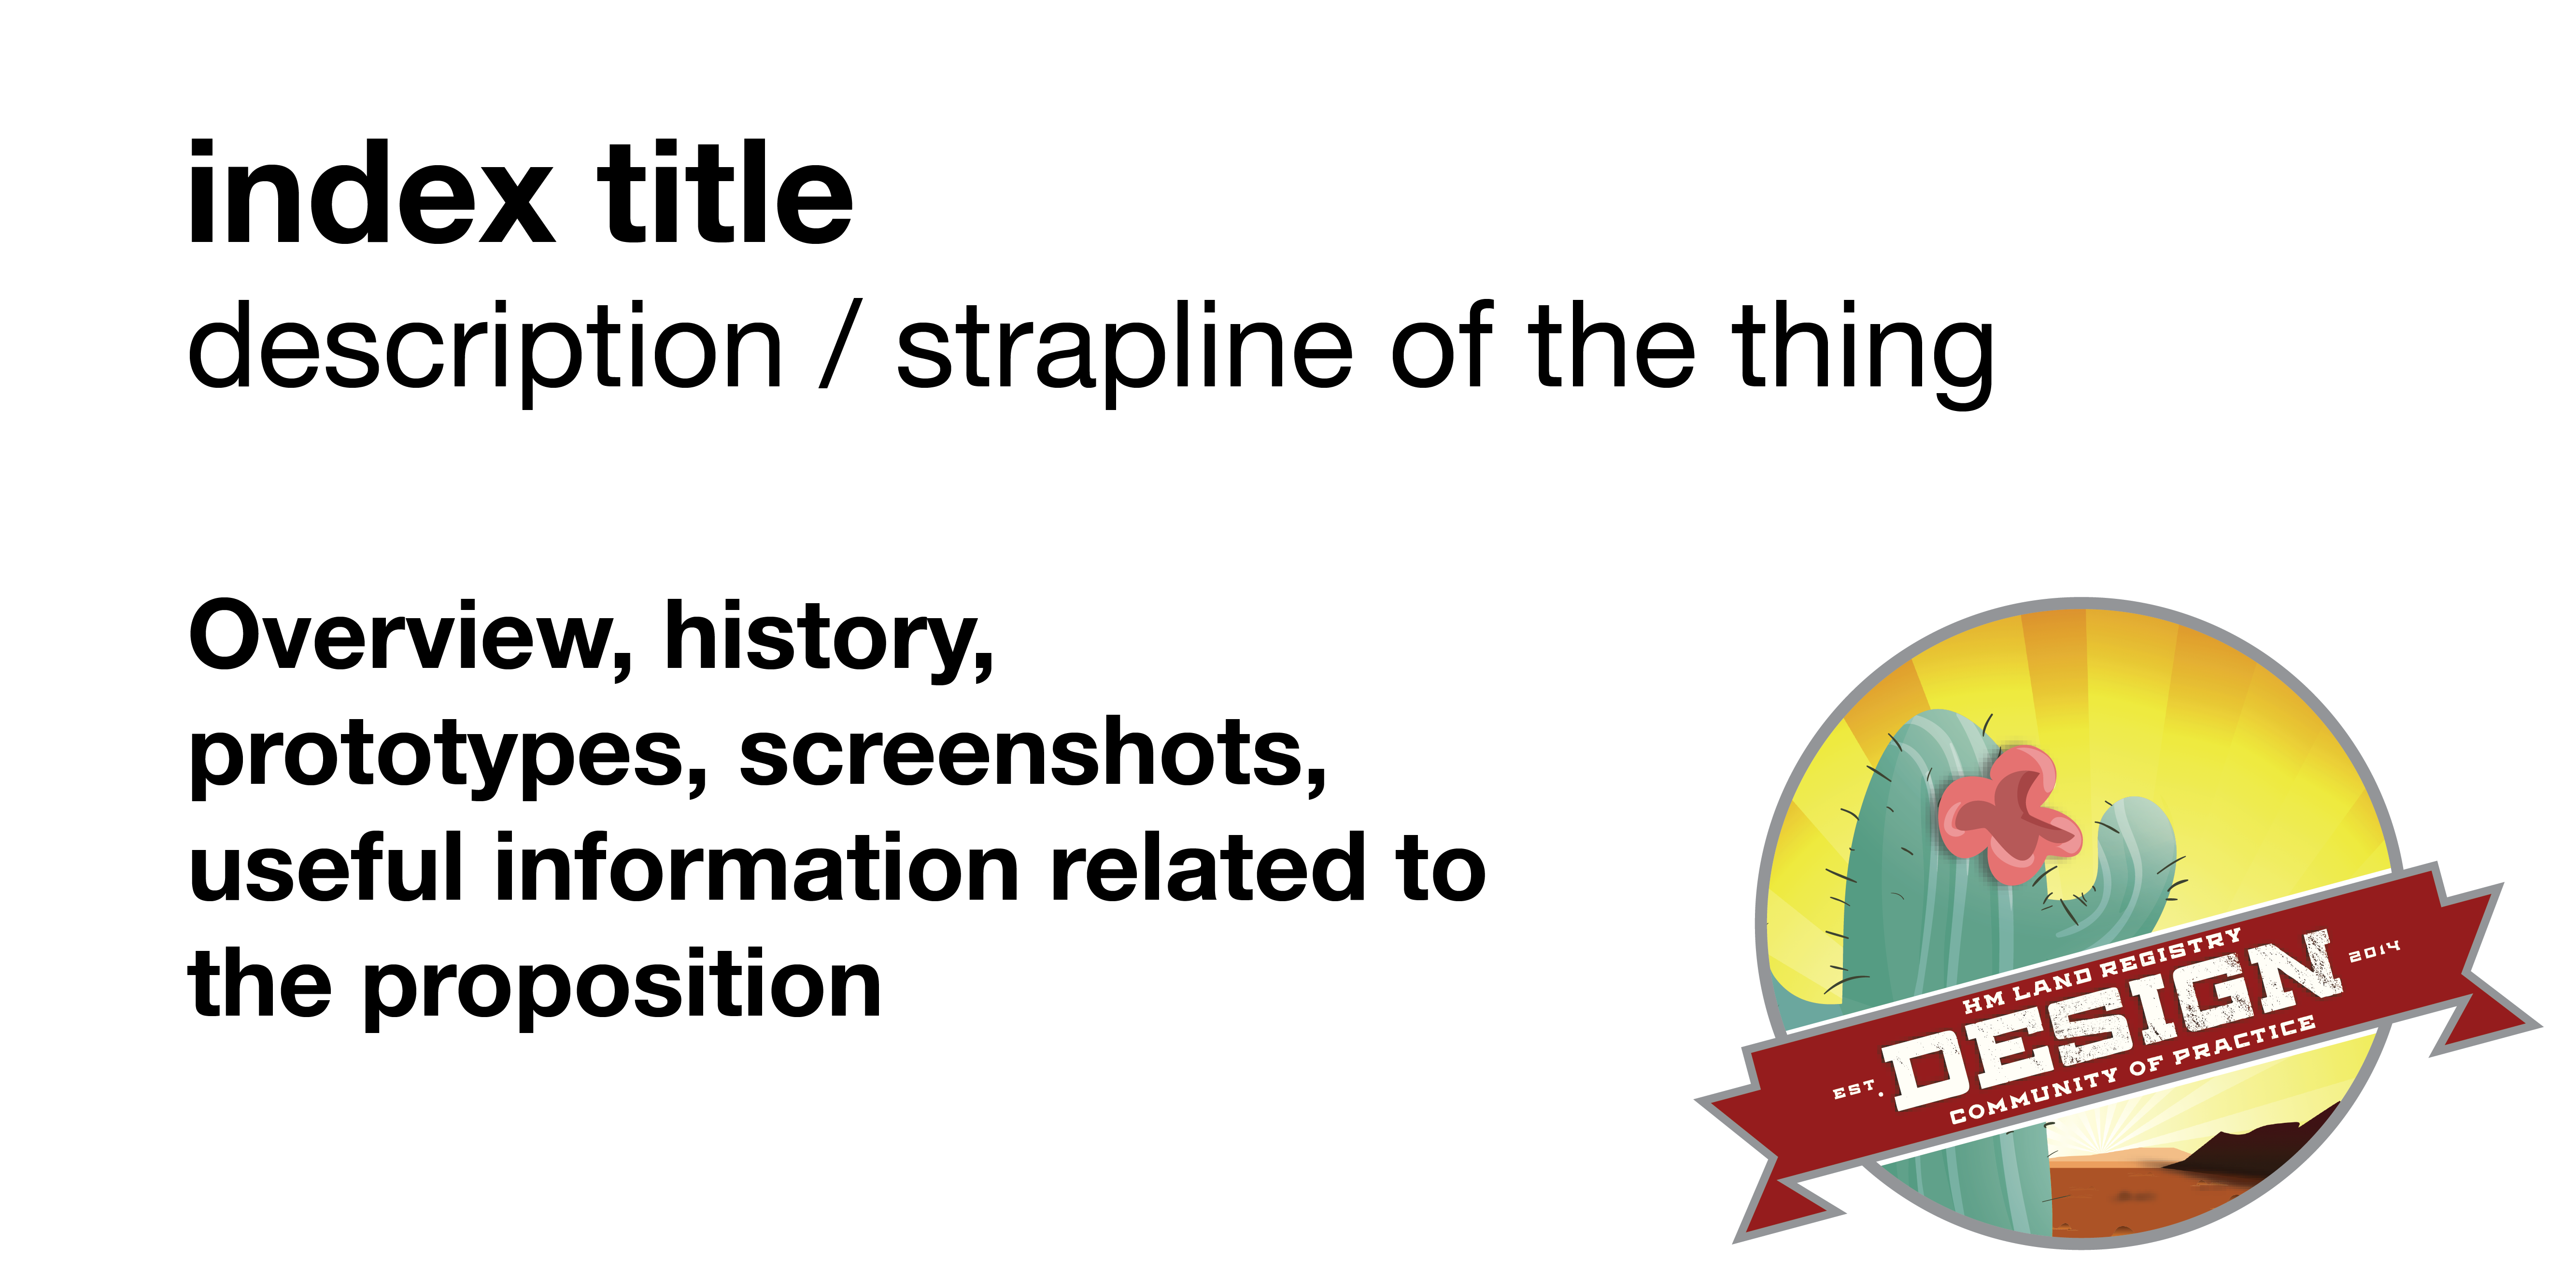 index title
description / strapline of the thing
Overview, history,
prototypes, screenshots,
useful information related to
the proposition
HM LAND REGISTRY
EST. DESIGN 2014
COMMUNITY OF PRACTICE